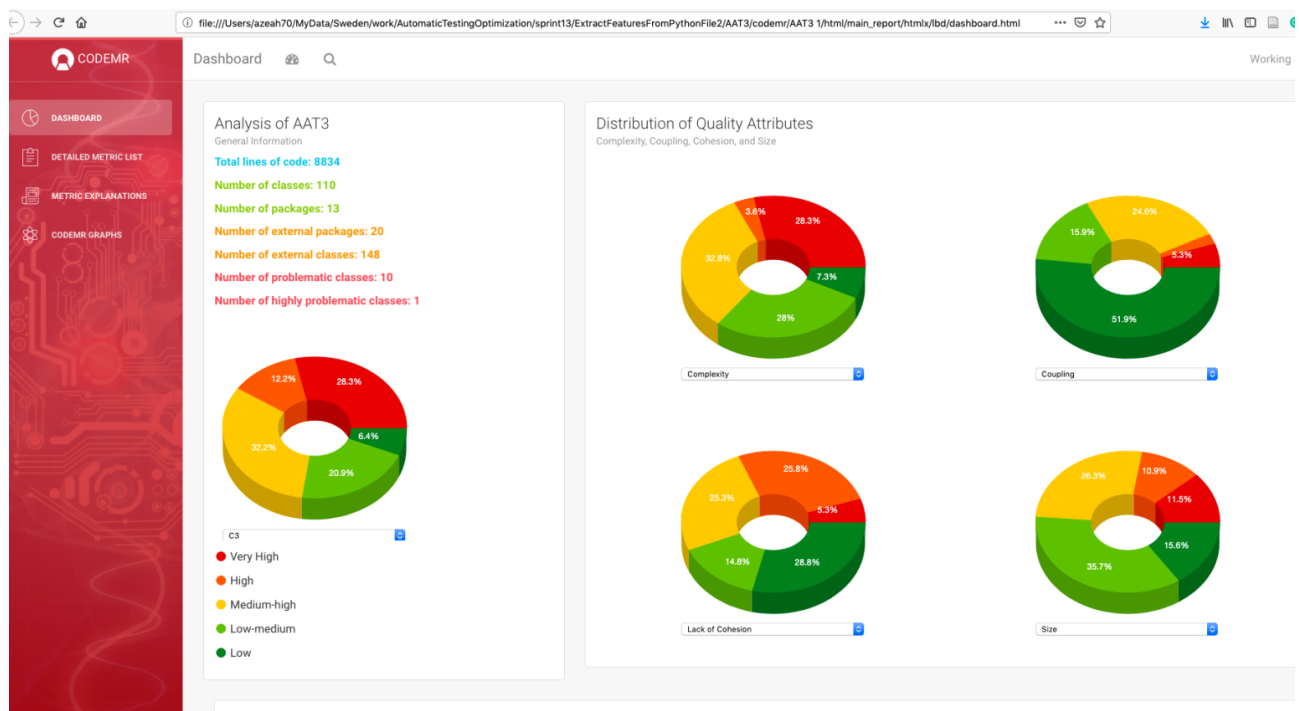 file:///Users/azeah70/MyData/Sweden/work/AutomaticTestingOptimization/sprint13/ExtractFeaturesFromPythonFile2/AAT3/codemr/AAT3 1/html/main_report/htmlx/lbd/dashboard.html
CODEMR
Dashboard
Working
DASHBOARD
DETAILED METRIC LIST
METRIC EXPLANATIONS
CODEMR GRAPHS
Analysis of AAT3
General Information
Total lines of code: 8834
Number of classes: 110
Number of packages: 13
Number of external packages: 20
Number of external classes: 148
Number of problematic classes: 10
Number of highly problematic classes: 1
12.2%
28.3%
32.2%
6.4%
20.9%
C3
Very High
High
Medium-high
Low-medium
Low
Distribution of Quality Attributes
Complexity, Coupling, Cohesion, and Size
3.6%
28.3%
32.8%
7.3%
28%
Complexity
24.6%
15.9%
5.3%
51.9%
Coupling
25.8%
25.3%
5.3%
14.8%
28.8%
Lack of Cohesion
10.9%
26.3%
11.5%
15.6%
35.7%
Size